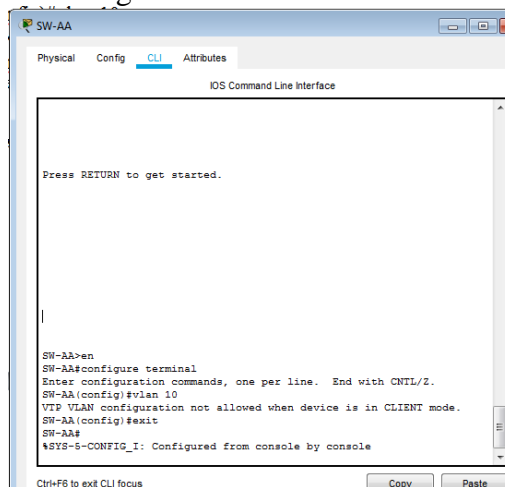 SW-AA
Physical Config CLI Attributes
IOS Command Line Interface
Press RETURN to get started.
SW-AA>en
SW-AA#configure terminal
Enter configuration commands, one per line.  End with CNTL/Z.
SW-AA(config)#vlan 10
VTP VLAN configuration not allowed when device is in CLIENT mode.
SW-AA(config)#exit
SW-AA#
%SYS-5-CONFIG_I: Configured from console by console
Ctrl+F6 to exit CLI focus
Copy Paste